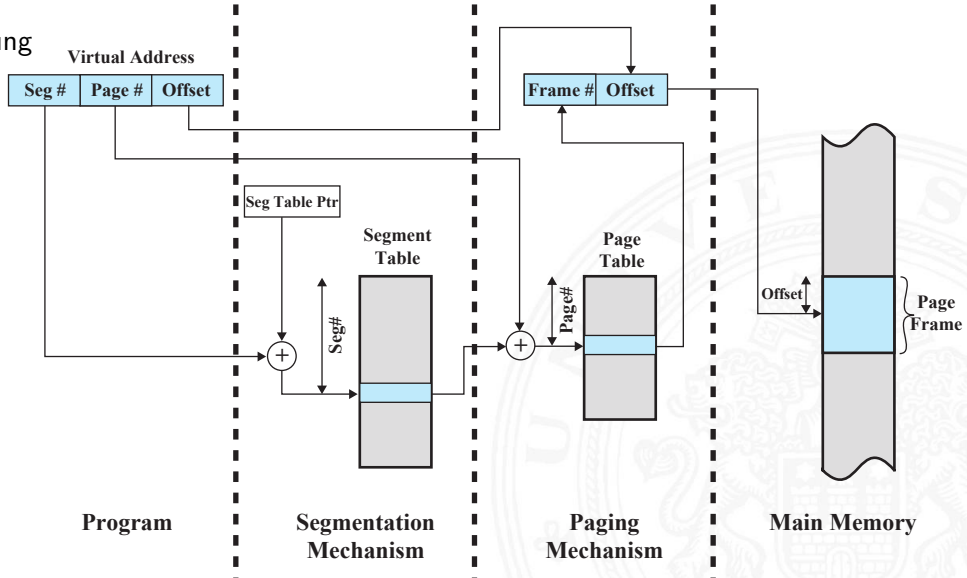 Virtual Address
Seg # Page # Offset
Frame # Offset
Seg Table Ptr
Segment
Table
Seg#
+
Page
Table
Page#
+
Offset
Page
Frame
Program
Segmentation
Mechanism
Paging
Mechanism
Main Memory